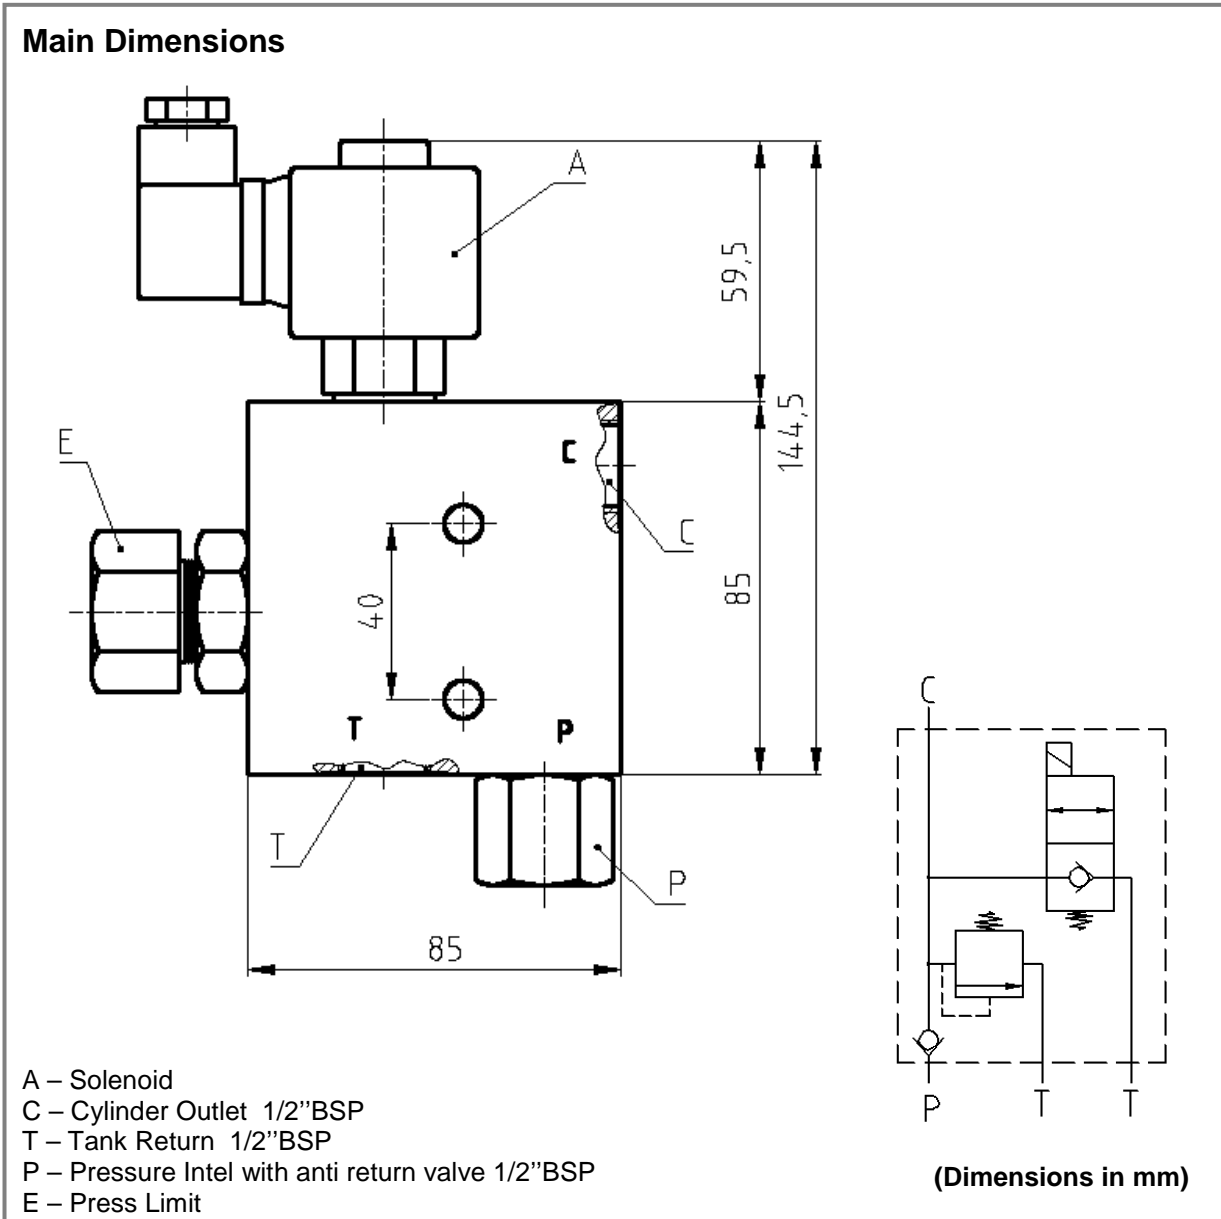 Main Dimensions
A
59,5
144,5
E
C
C
40
85
T
P
T
P
85
C
P
T
T
A – Solenoid
C – Cylinder Outlet 1/2’’BSP
T – Tank Return 1/2’’BSP
P – Pressure Intel with anti return valve 1/2’’BSP
E – Press Limit
(Dimensions in mm)